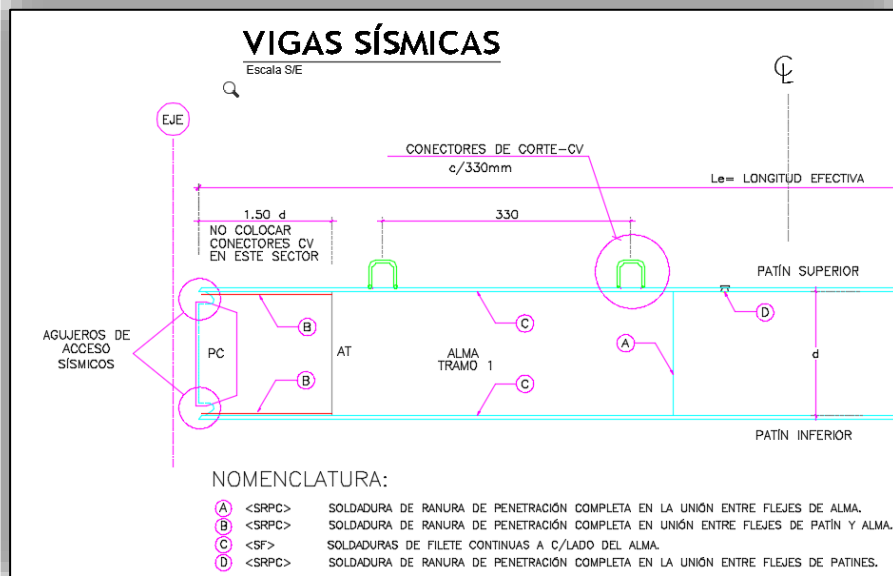 VIGAS SÍSMICAS
Escala S/E
EJE
CL
CONECTORES DE CORTE-CV
c/330mm
Le= LONGITUD EFECTIVA
1.50 d
NO COLOCAR
CONECTORES CV
EN ESTE SECTOR
330
PATÍN SUPERIOR
AGUJEROS DE
ACCESO
SÍSMICOS
PC
B
B
AT
C
ALMA
TRAMO 1
C
A
D
d
PATÍN INFERIOR
NOMENCLATURA:
A <SRPC> SOLDADURA DE RANURA DE PENETRACIÓN COMPLETA EN LA UNIÓN ENTRE FLEJES DE ALMA.
B <SRPC> SOLDADURA DE RANURA DE PENETRACIÓN COMPLETA EN UNIÓN ENTRE FLEJES DE PATÍN Y ALMA.
C <SF> SOLDADURAS DE FILETE CONTINUAS A C/LADO DEL ALMA.
D <SRPC> SOLDADURA DE RANURA DE PENETRACIÓN COMPLETA EN LA UNIÓN ENTRE FLEJES DE PATINES.